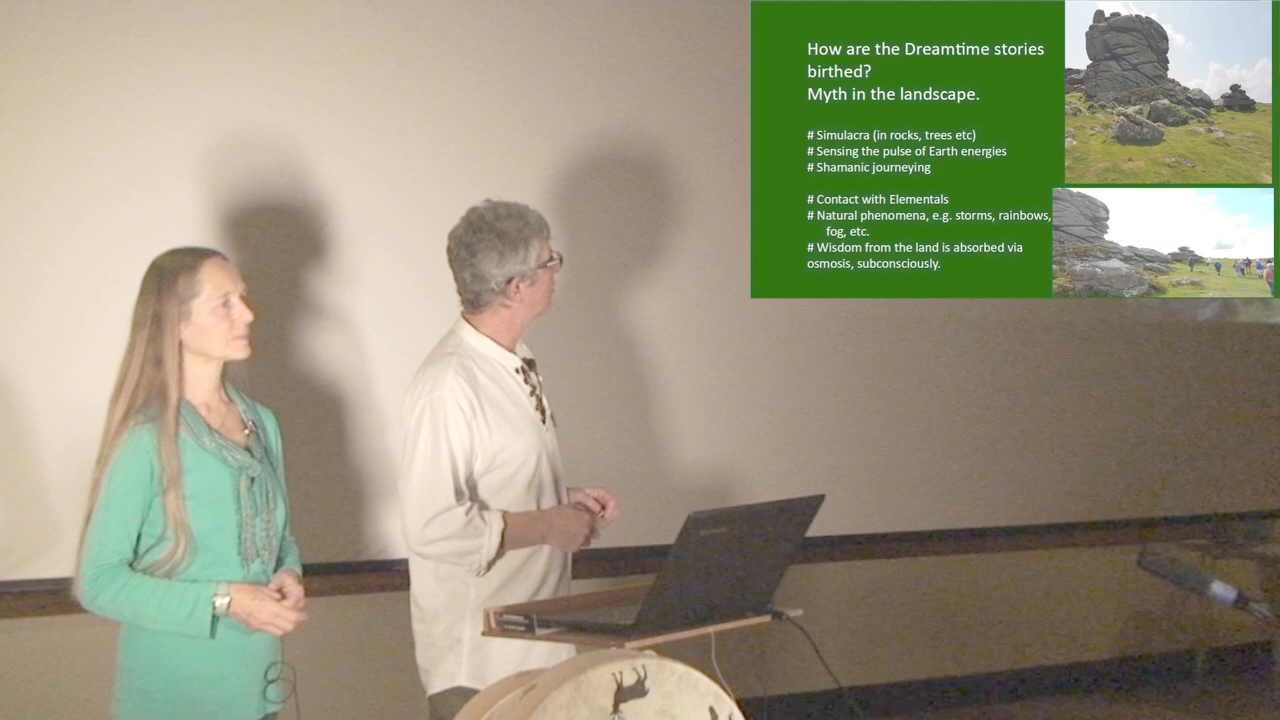 How are the Dreamtime stories
birthed?
Myth in the landscape.
# Simulacra (in rocks, trees etc)
# Sensing the pulse of Earth energies
# Shamanic journeying
# Contact with Elementals
# Natural phenomena, e.g. storms, rainbows,
fog, etc.
# Wisdom from the land is absorbed via
osmosis, subconsciously.